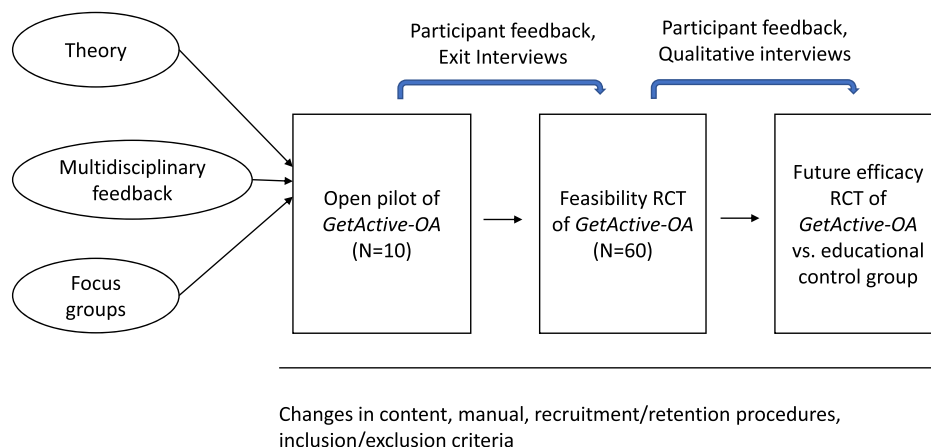 Theory
Multidisciplinary
feedback
Focus
groups
Participant feedback,
Exit Interviews
Participant feedback,
Qualitative interviews
Open pilot of
GetActive-OA
(N=10)
Feasibility RCT
of GetActive-OA
(N=60)
Future efficacy
RCT of
GetActive-OA
vs. educational
control group
Changes in content, manual, recruitment/retention procedures,
inclusion/exclusion criteria